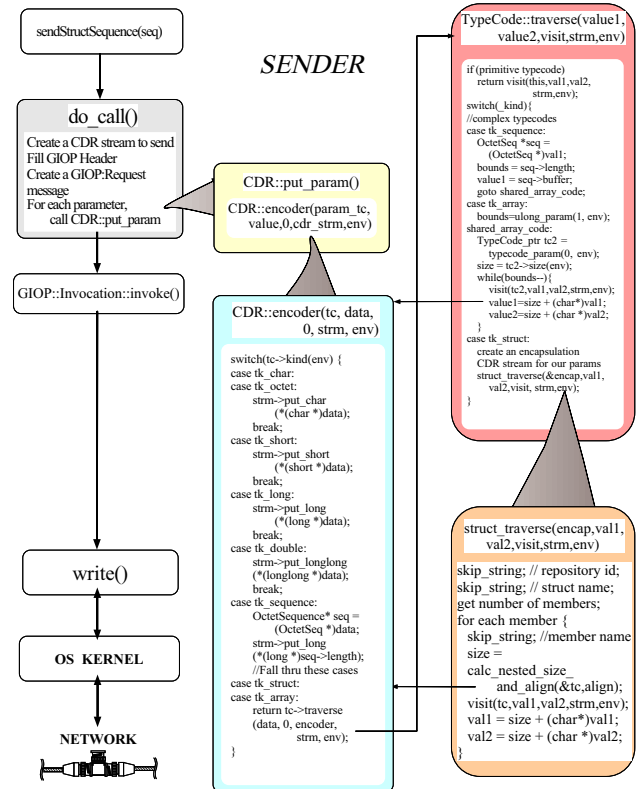 sendStructSequence(seq)
SENDER
do_call()
Create a CDR stream to send
Fill GIOP Header
Create a GIOP:Request
message
For each parameter,
call CDR::put_param
GIOP::Invocation::invoke()
write()
OS KERNEL
NETWORK
CDR::put_param()
CDR::encoder(param_tc,
value,0,cdr_strm,env)
CDR::encoder(tc, data,
0, strm, env)
switch(tc->kind(env) {
case tk_char:
case tk_octet:
strm->put_char
(*(char *)data);
break;
case tk_short:
strm->put_short
(*(short *)data);
break;
case tk_long:
strm->put_long
(*(long *)data);
break;
case tk_double:
strm->put_longlong
(*(longlong *)data);
break;
case tk_sequence:
OctetSequence* seq =
(OctetSeq *)data;
strm->put_long
(*(long *)seq->length);
//Fall thru these cases
case tk_struct:
case tk_array:
return tc->traverse
(data, 0, encoder,
strm, env);
}
TypeCode::traverse(value1,
value2,visit,strm,env)
if (primitive typecode)
return visit(this,val1,val2,
strm,env);
switch(_kind){
//complex typecodes
case tk_sequence:
OctetSeq *seq =
(OctetSeq *)val1;
bounds = seq->length;
value1 = seq->buffer;
goto shared_array_code;
case tk_array:
bounds=ulong_param(1, env);
shared_array_code:
TypeCode_ptr tc2 =
typecode_param(0, env);
size = tc2->size(env);
while(bounds--){
visit(tc2,val1,val2,strm,env);
value1=size + (char*)val1;
value2=size + (char *)val2;
}
case tk_struct:
create an encapsulation
CDR stream for our params
struct_traverse(&encap,val1,
val2,visit, strm,env);
}
struct_traverse(encap,val1,
val2,visit,strm,env)
skip_string; // repository id;
skip_string; // struct name;
get number of members;
for each member {
skip_string; //member name
size =
calc_nested_size_
and_align(&tc,align);
visit(tc,val1,val2,strm,env);
val1 = size + (char*)val1;
val2 = size + (char *)val2;
}